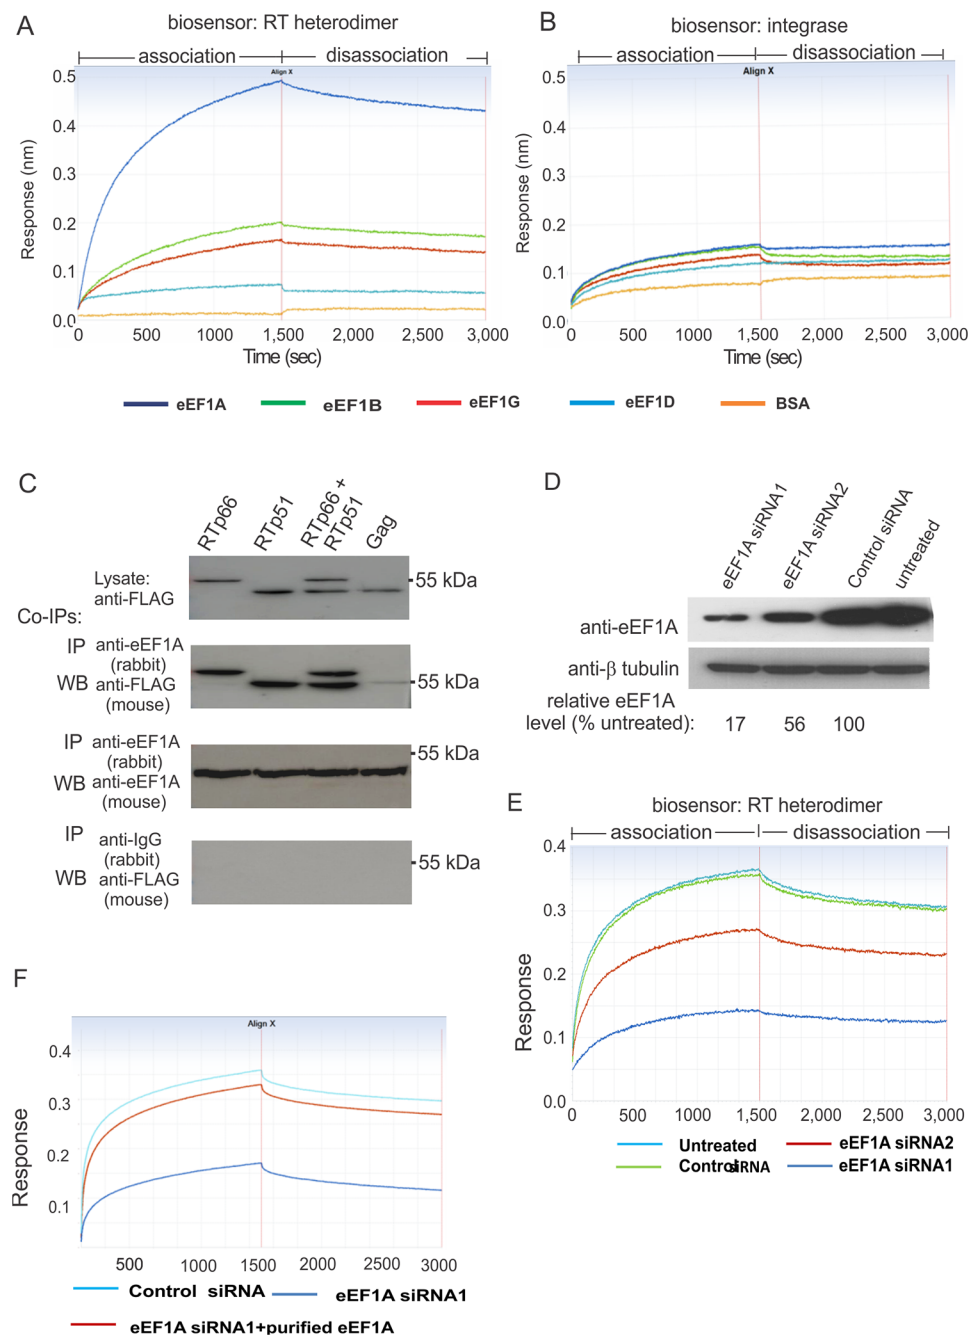 A
biosensor: RT heterodimer
association
disassociation
Align X
0.5
0.4
0.3
0.2
0.1
0.0
Response (nm)
0
500
1000
1,500
2,000
2,500
3,000
Time (sec)
B
biosensor: integrase
association
disassociation
Align X
0.5
0.4
0.3
0.2
0.1
0.0
Response (nm)
0
500
1000
1,500
2,000
2,500
3,000
Time (sec)
eEF1A
eEF1B
eEF1G
eEF1D
BSA
C
RTp66
RTp51
RTp66 +
RTp51
Gag
Lysate:
anti-FLAG
55 kDa
Co-IPs:
IP anti-eEF1A
(rabbit)
WB anti-FLAG
(mouse)
55 kDa
IP anti-eEF1A
(rabbit)
WB anti-eEF1A
(mouse)
55 kDa
IP anti-IgG
(rabbit)
WB anti-FLAG
(mouse)
55 kDa
D
eEF1A siRNA1
eEF1A siRNA2
Control siRNA
untreated
anti-eEF1A
anti-β tubulin
relative eEF1A
level (% untreated): 17 56 100
E
biosensor: RT heterodimer
association
disassociation
0.4
0.3
0.2
0.1
0.0
Response
0
500
1000
1,500
2,000
2,500
3,000
Untreated
eEF1A siRNA2
Control siRNA
eEF1A siRNA1
F
Align X
0.4
0.3
0.2
0.1
Response
500
1000
1500
2000
2500
3000
Control siRNA
eEF1A siRNA1
eEF1A siRNA1+purified eEF1A